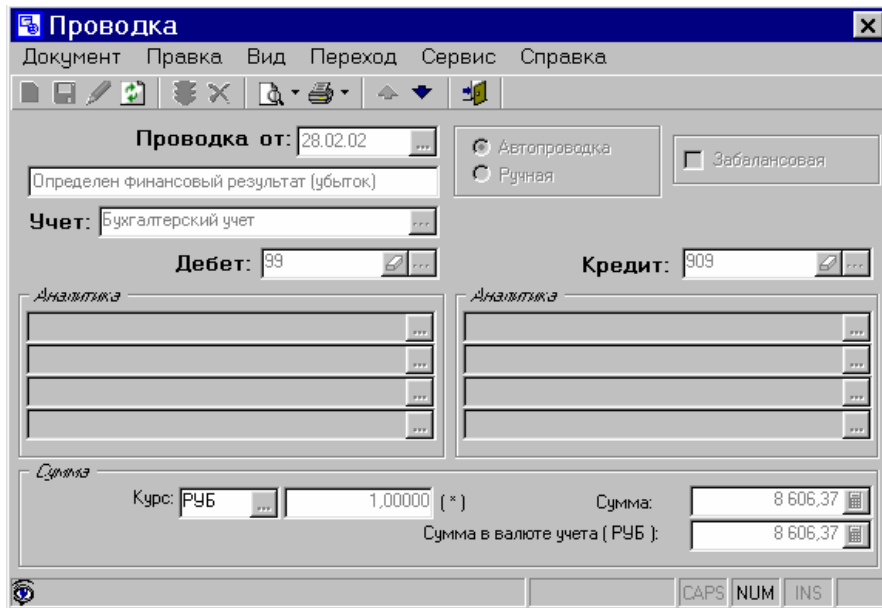 Проводка
Документ Правка Вид Переход Сервис Справка
Проводка от: 28.02.02 ...
Автопроводка
Ручная
Забалансовая
Определен финансовый результат (убыток)
Учет: Бухгалтерский учет ...
Дебет: 99 ...
Кредит: 909 ...
Аналитика
Аналитика
...
...
...
...
...
...
...
...
Сумма
Курс: РУБ ... 1,00000 (*)
Сумма: 8 606,37
Сумма в валюте учета ( РУБ ): 8 606,37
CAPS NUM INS